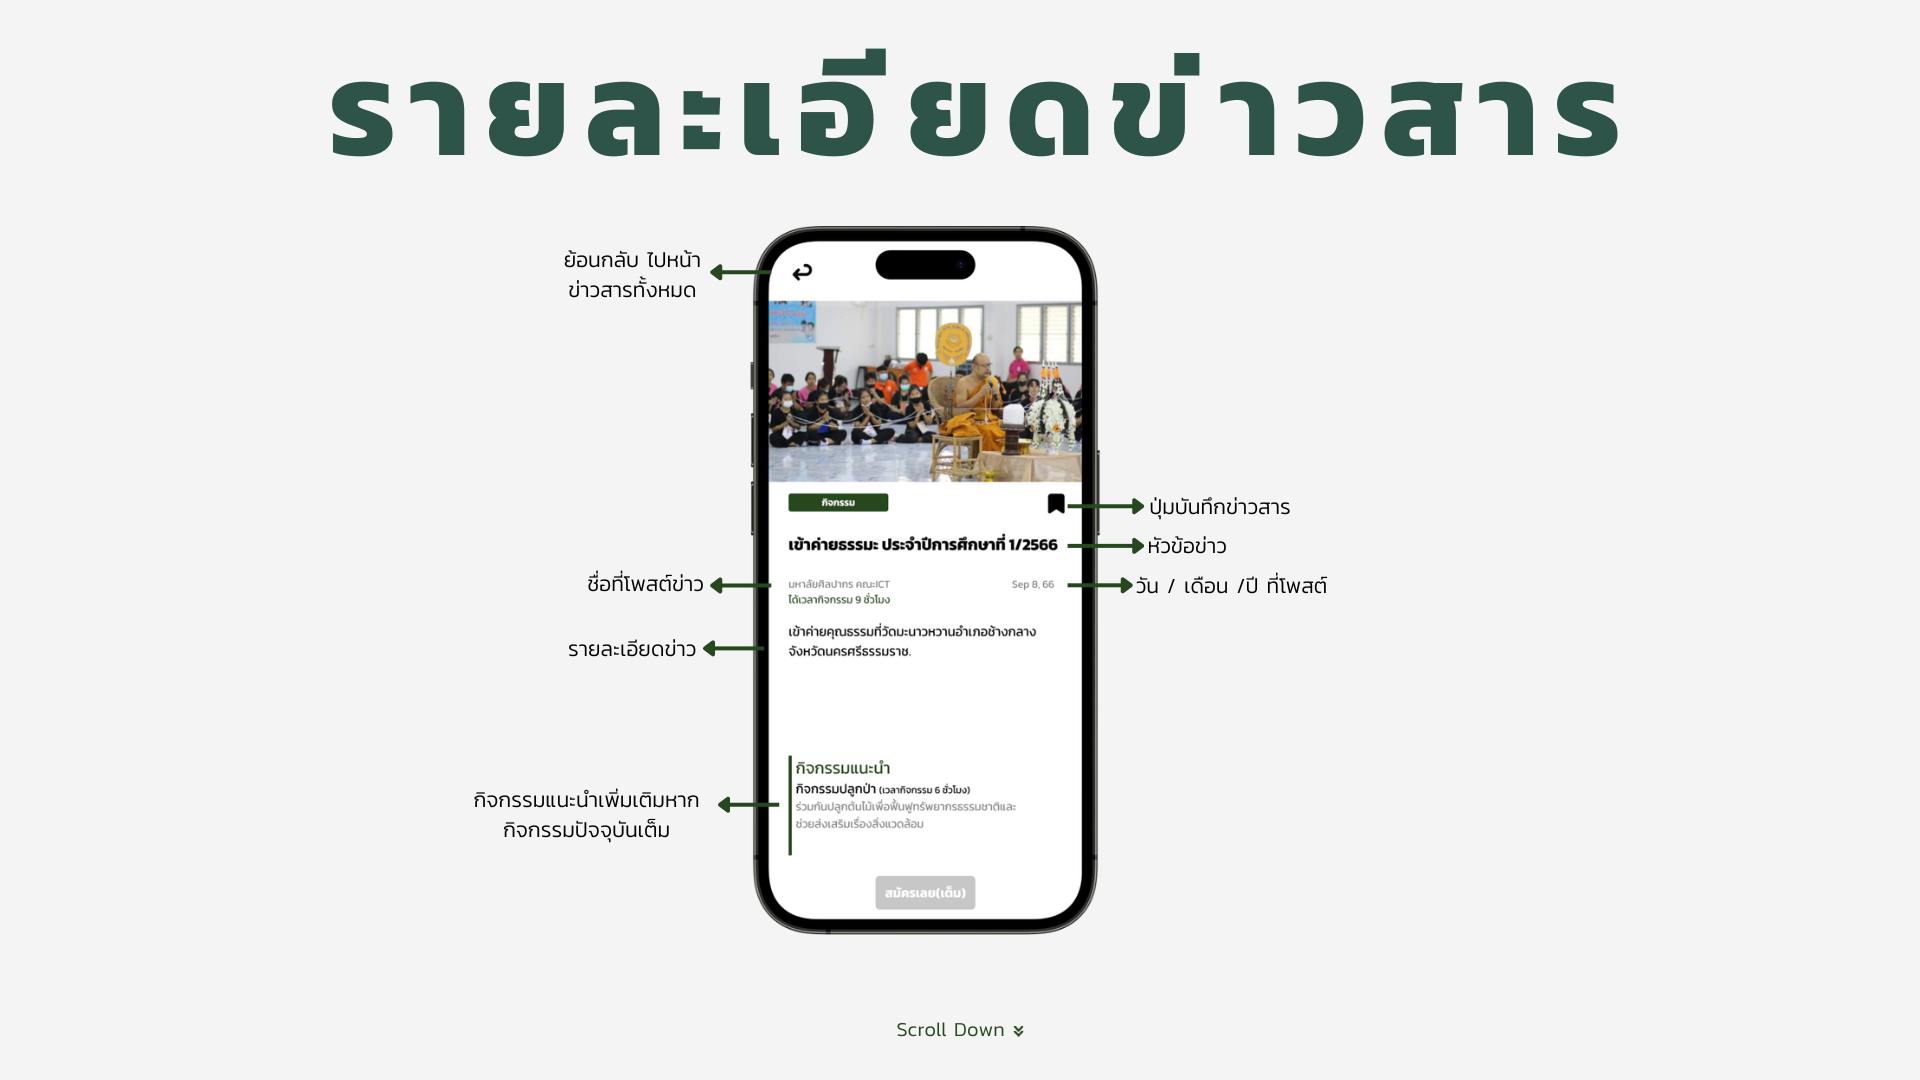 รายละเอียดข่าวสาร
ย้อนกลับ ไปหน้า
ข่าวสารทั้งหมด
กิจกรรม
ปุ่มบันทึกข่าวสาร
เข้าค่ายธรรมะ ประจำปีการศึกษาที่ 1/2566
หัวข้อข่าว
ชื่อที่โพสต์ข่าว
มหาลัยศิลปากร คณะICT
Sep 8, 66
วัน / เดือน /ปี ที่โพสต์
ได้เวลากิจกรรม 9 ชั่วโมง
เข้าค่ายคุณธรรมที่วัดมะนาวหวานอำเภอช้างกลาง
จังหวัดนครศรีธรรมราช.
รายละเอียดข่าว
กิจกรรมแนะนำ
กิจกรรมปลูกป่า (เวลากิจกรรม 6 ชั่วโมง)
ร่วมกันปลูกต้นไม้เพื่อฟื้นฟูทรัพยากรธรรมชาติและ
ช่วยส่งเสริมเรื่องสิ่งแวดล้อม
กิจกรรมแนะนำเพิ่มเติมหาก
กิจกรรมปัจจุบันเต็ม
สมัครเลย(เต็ม)
Scroll Down